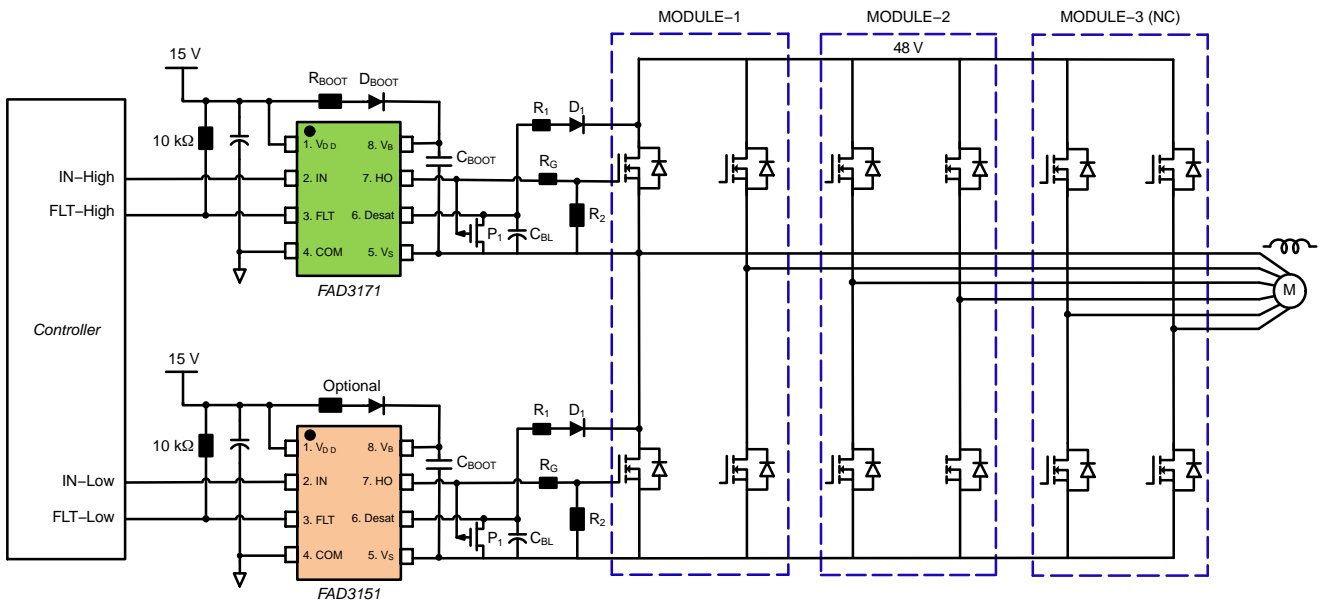 MODULE−1
MODULE−2
MODULE−3 (NC)
48 V
15 V
RBOOT
DBOOT
R1
D1
10 kΩ
1. VDD
8. VB
CBOOT
IN−High
2. IN
7. HO
RG
FLT−High
3. FLT
6. Desat
P1
CBL
R2
4. COM
5. VS
FAD3171
M
Controller
15 V
Optional
R1
D1
10 kΩ
1. VDD
8. VB
CBOOT
IN−Low
2. IN
7. HO
RG
FLT−Low
3. FLT
6. Desat
P1
CBL
R2
4. COM
5. VS
FAD3151